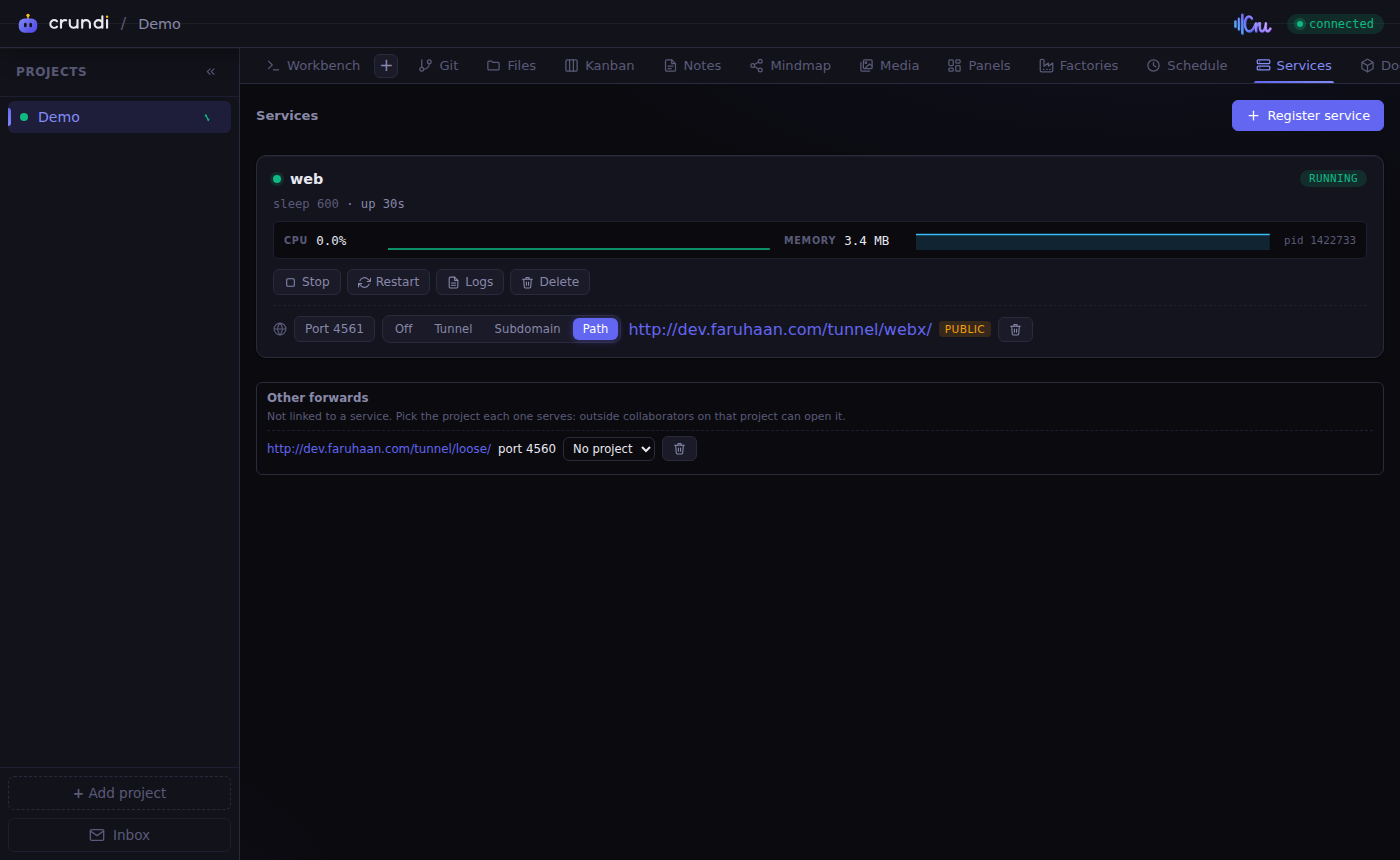 crundi / Demo
Cru
connected
PROJECTS «
Workbench + Git Files Kanban Notes Mindmap Media Panels Factories Schedule Services Do
Demo
Services
+ Register service
web
RUNNING
sleep 600 · up 30s
CPU 0.0% MEMORY 3.4 MB pid 1422733
Stop Restart Logs Delete
Port 4561 Off Tunnel Subdomain Path http://dev.faruhaan.com/tunnel/webx/ PUBLIC
Other forwards
Not linked to a service. Pick the project each one serves: outside collaborators on that project can open it.
http://dev.faruhaan.com/tunnel/loose/ port 4560 No project
+ Add project
Inbox